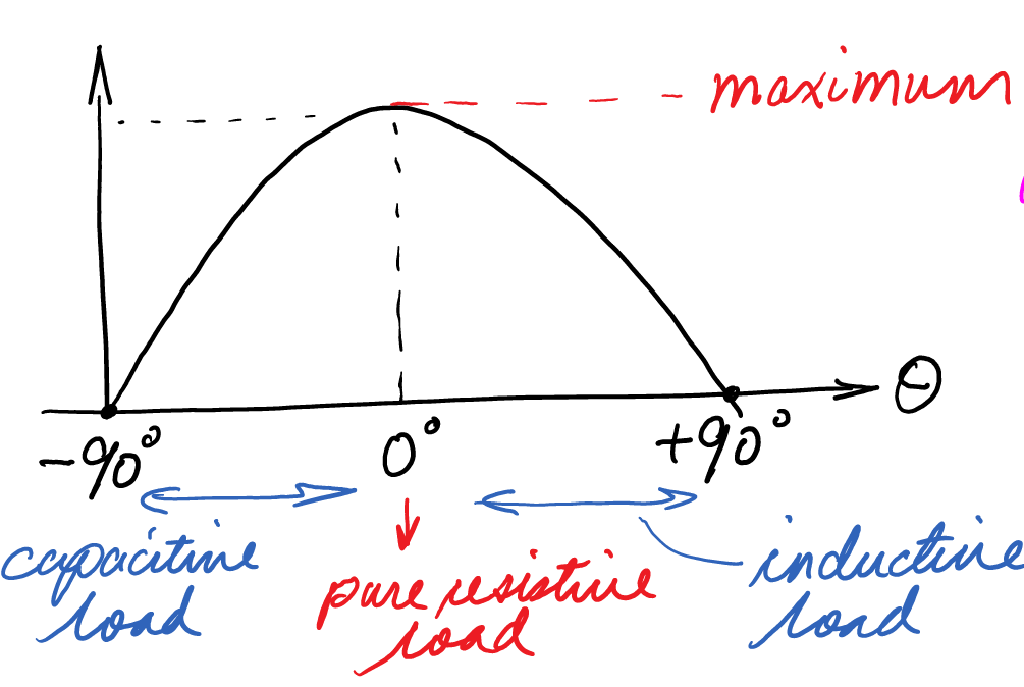 maximum
θ
-90° 0° +90°
capacitive
load
pure resistive
load
inductive
load